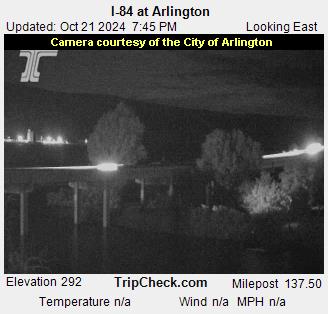 I-84 at Arlington
Updated: Oct 21 2024 7:45 PM Looking East
Camera courtesy of the City of Arlington
Elevation 292 TripCheck.com Milepost 137.50
Temperature n/a Wind n/a MPH n/a